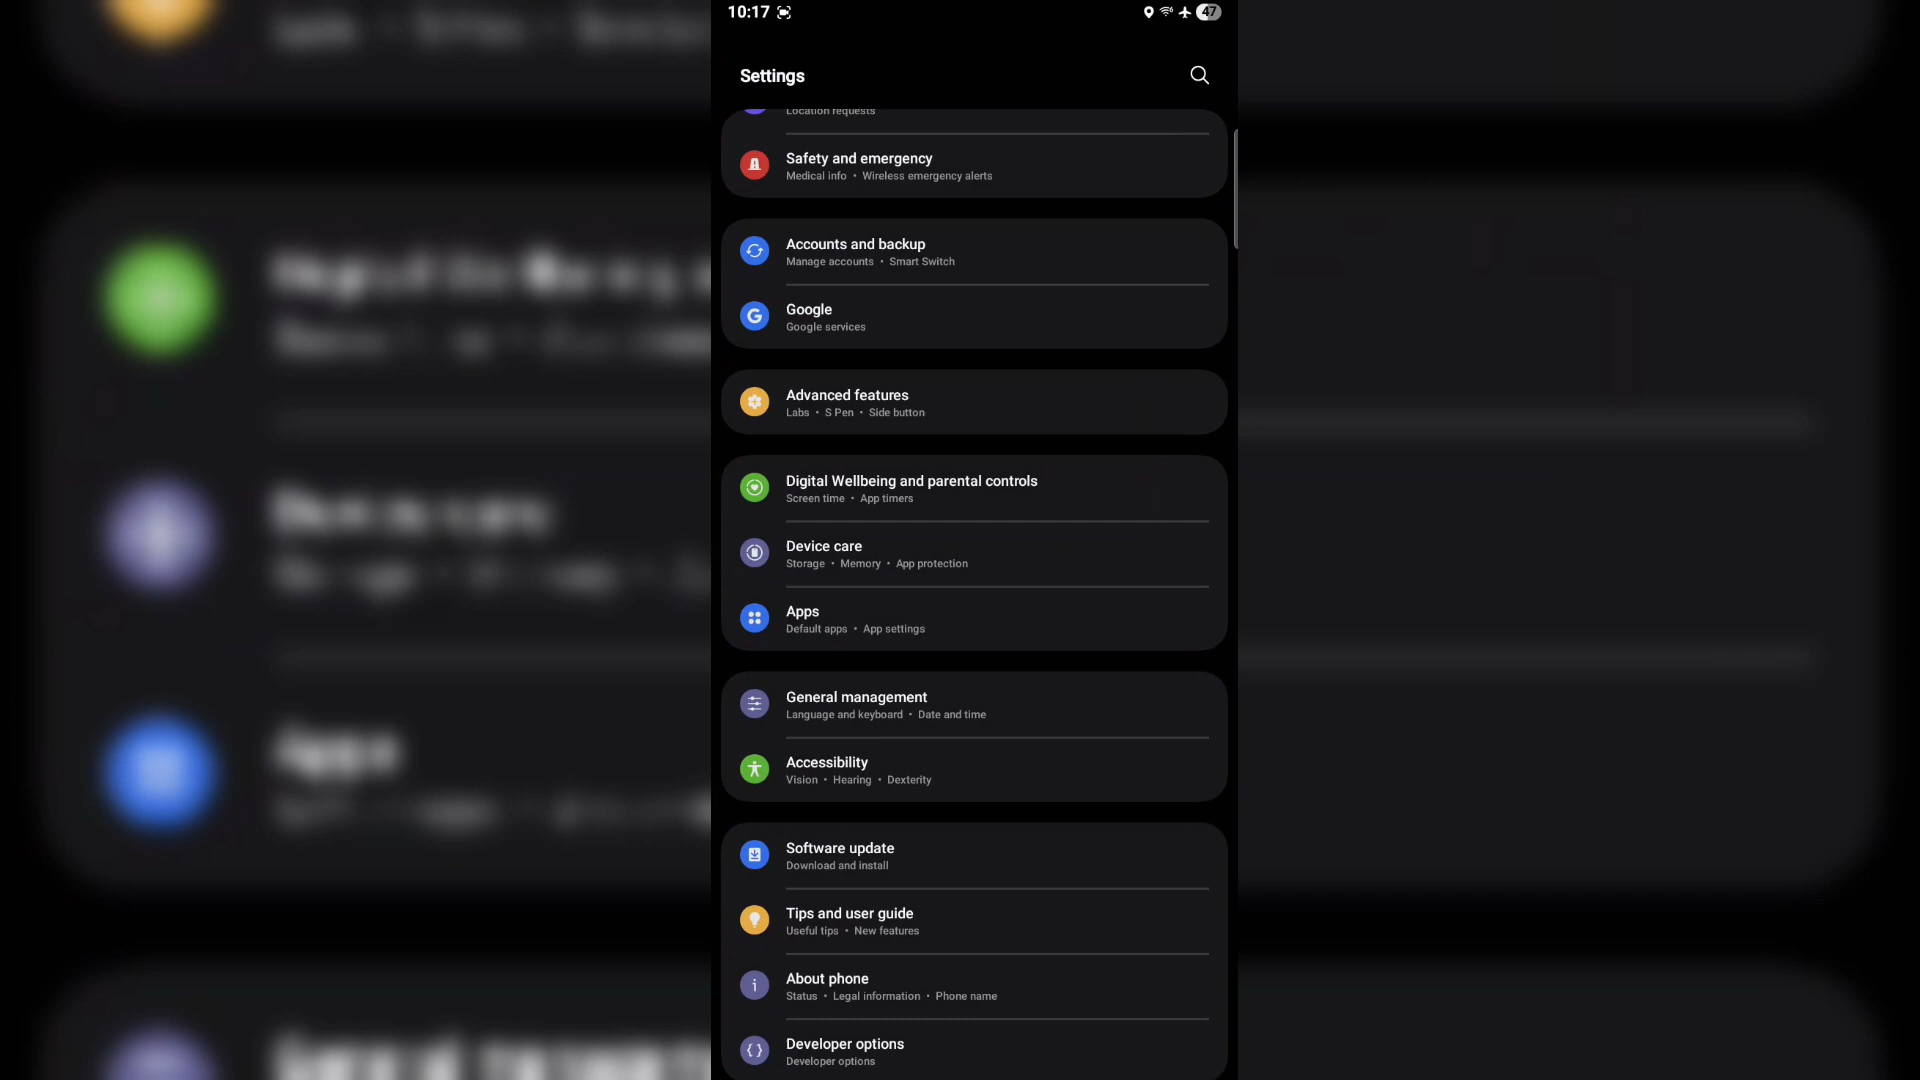 10:17
47
Settings
Location requests
Safety and emergency
Medical info • Wireless emergency alerts
Accounts and backup
Manage accounts • Smart Switch
Google
Google services
Advanced features
Labs • S Pen • Side button
Digital Wellbeing and parental controls
Screen time • App timers
Device care
Storage • Memory • App protection
Apps
Default apps • App settings
General management
Language and keyboard • Date and time
Accessibility
Vision • Hearing • Dexterity
Software update
Download and install
Tips and user guide
Useful tips • New features
About phone
Status • Legal information • Phone name
Developer options
Developer options